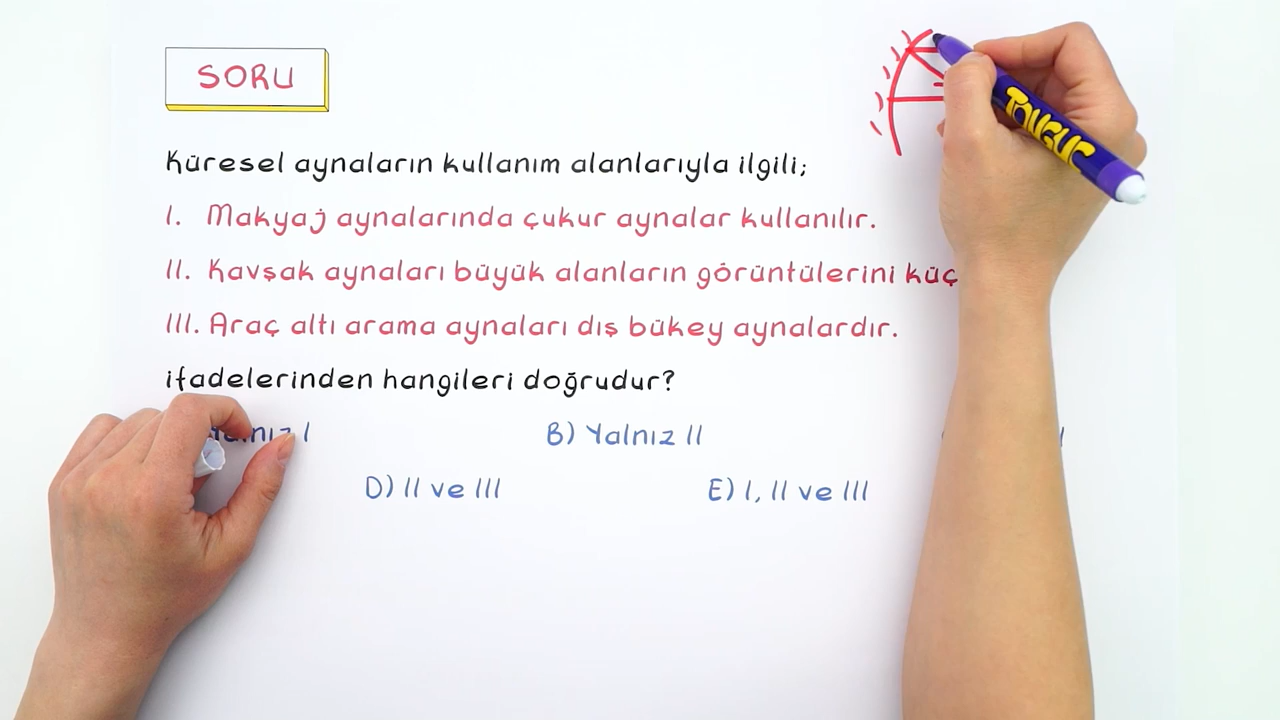 SORU
Küresel aynaların kullanım alanlarıyla ilgili;
I. Makyaj aynalarında çukur aynalar kullanılır.
II. Kavşak aynaları büyük alanların görüntülerini
III. Araç altı arama aynaları dış bükey aynalardır.
ifadelerinden hangileri doğrudur?
I
B) Yalnız II
D) II ve III
E) I, II ve III
TONGUÇ